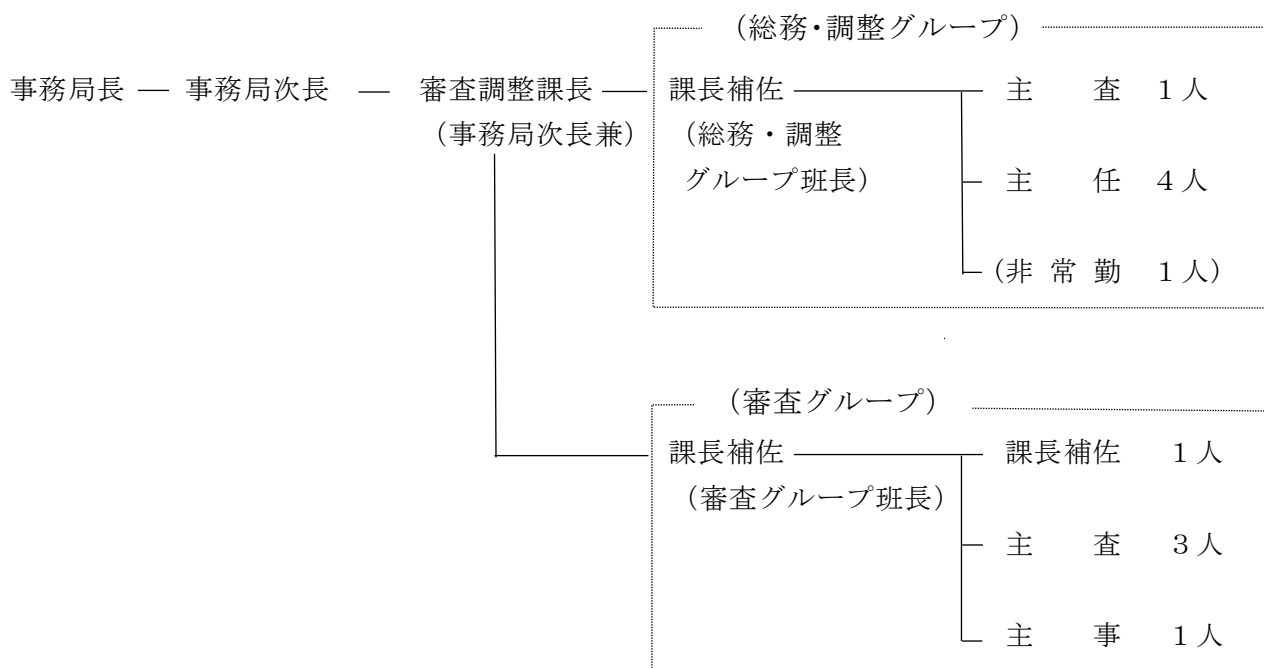 （総務・調整グループ）
事務局長 ― 事務局次長 ― 審査調整課長 課長補佐 主　　査　１人
（事務局次長兼） （総務・調整
グループ班長） 主　　任　４人
（非 常 勤　１人）
（審査グループ）
課長補佐 課長補佐　１人
（審査グループ班長）
主　　査　３人
主　　事　１人